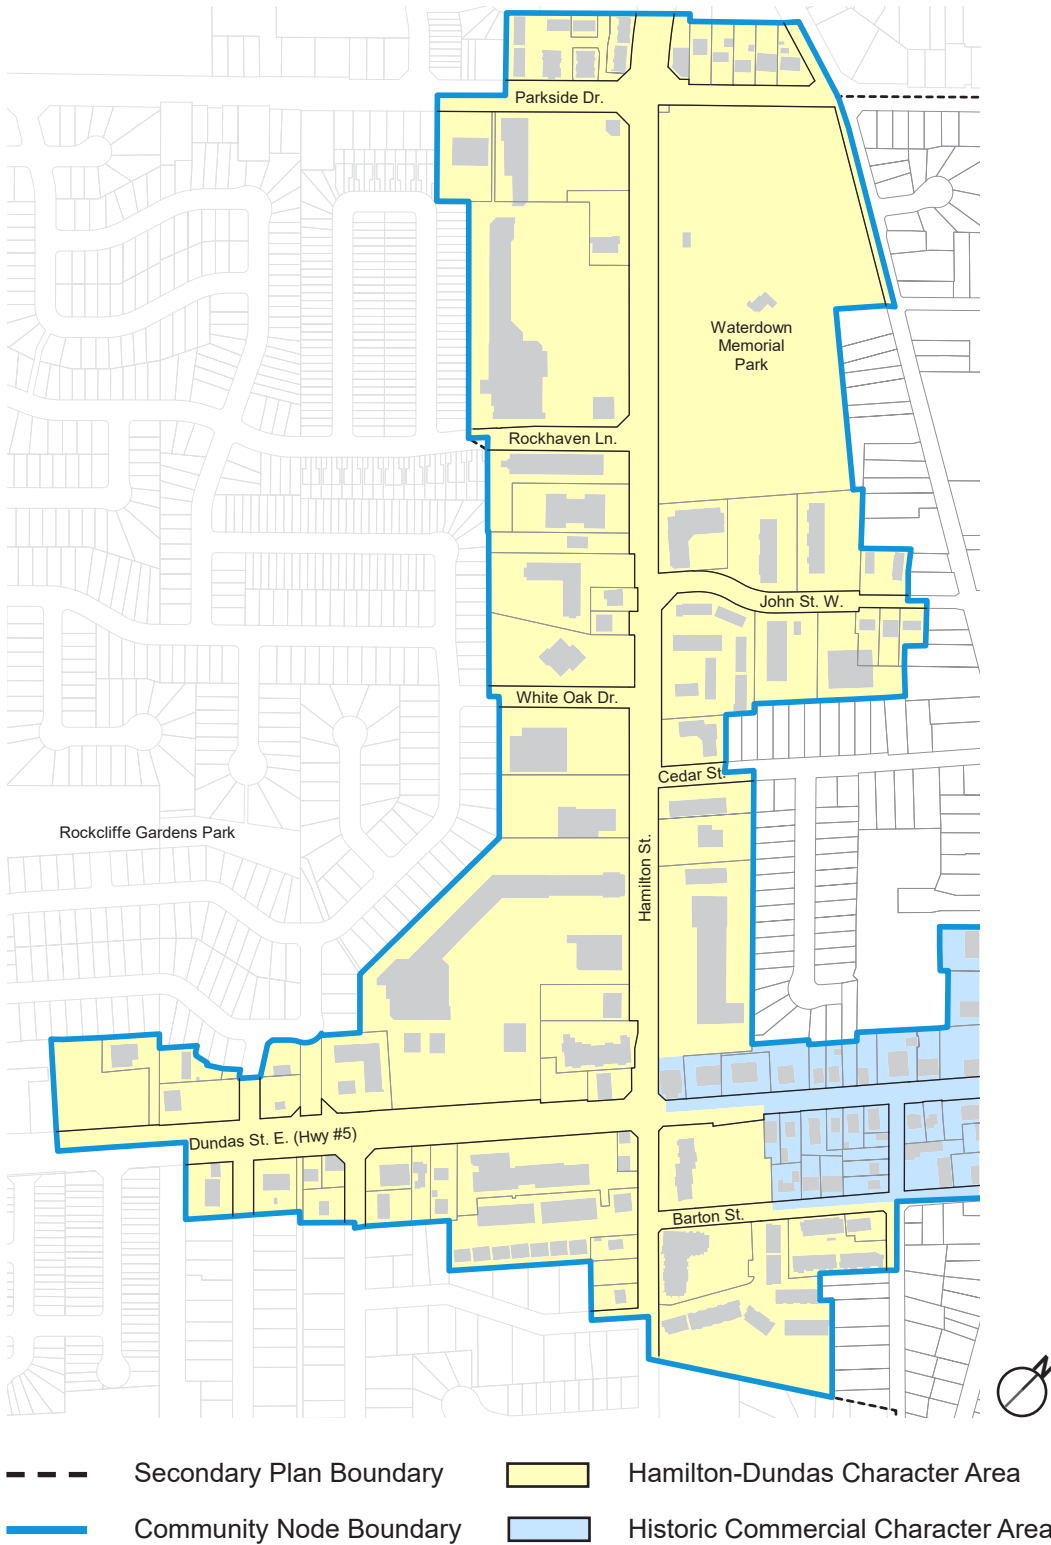 Parkside Dr.
Waterdown
Memorial
Park
Rockhaven Ln.
John St. W.
White Oak Dr.
Cedar St.
Rockcliffe Gardens Park
Hamilton St.
Dundas St. E. (Hwy #5)
Barton St.
N
Secondary Plan Boundary
Hamilton-Dundas Character Area
Community Node Boundary
Historic Commercial Character Area